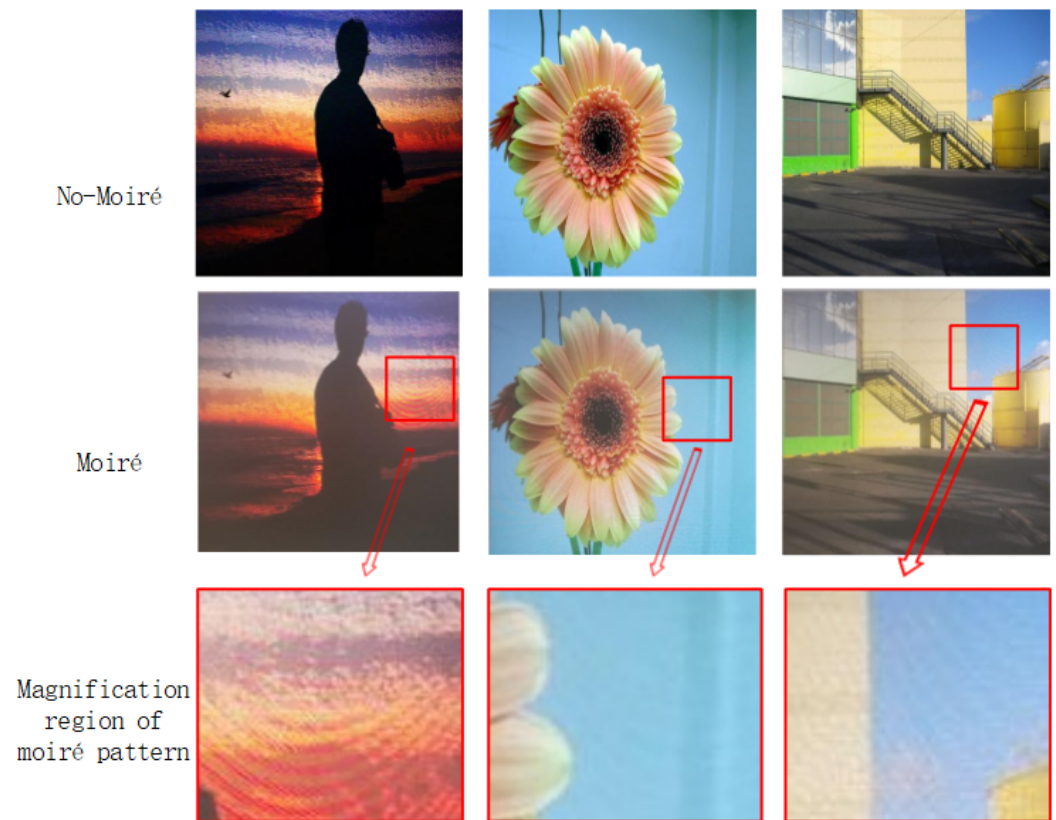 No-Moiré
Moiré
Magnification
region of
moiré pattern